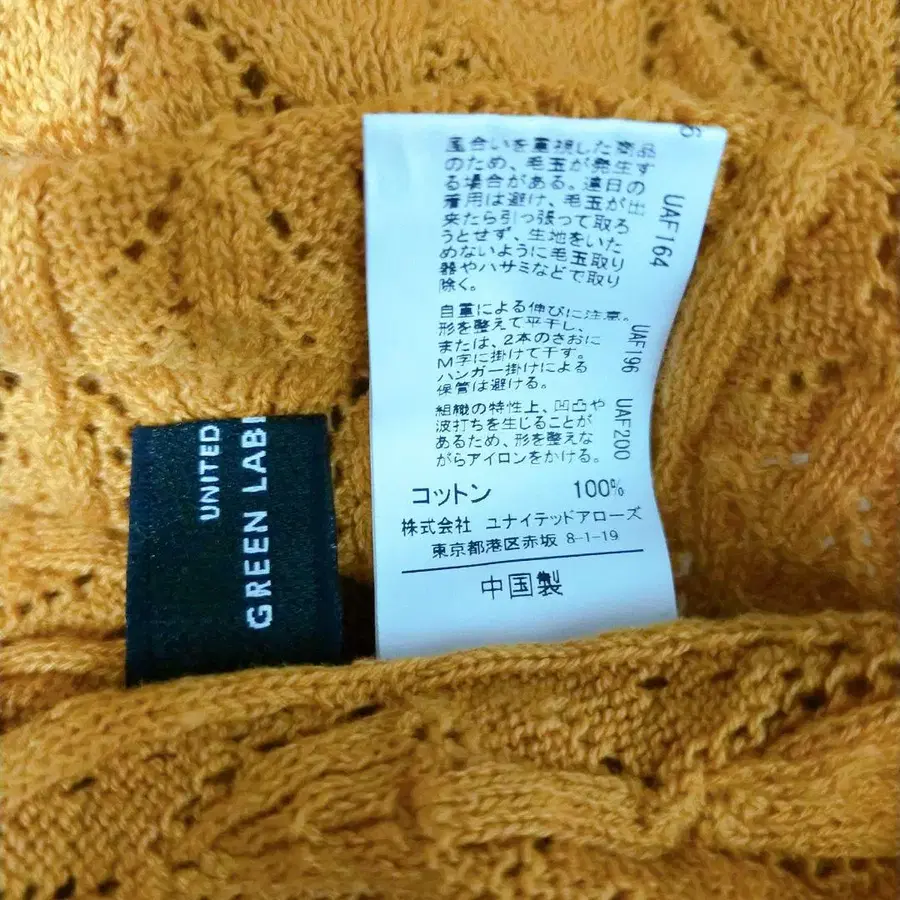 風合いを重視した商品
のため、毛玉が発生す
る場合がある。連日の
着用は避け、毛玉が出
来たら引っ張って取ろ
うとせず、生地をいた
めないように毛玉取り
器やハサミなどで取り
除く。
自重による伸びに注意。
形を整えて平干し、
または、2本のさおに
M字に掛けて干す。
ハンガー掛けによる
保管は避ける。
組織の特性上、凹凸や
波打ちを生じることが
あるため、形を整えな
がらアイロンをかける。
コットン 100%
株式会社 ユナイテッドアローズ
東京都港区赤坂 8-1-19
中国製
UAF164
UAF196
UAF200
UNITED
GREEN LAB